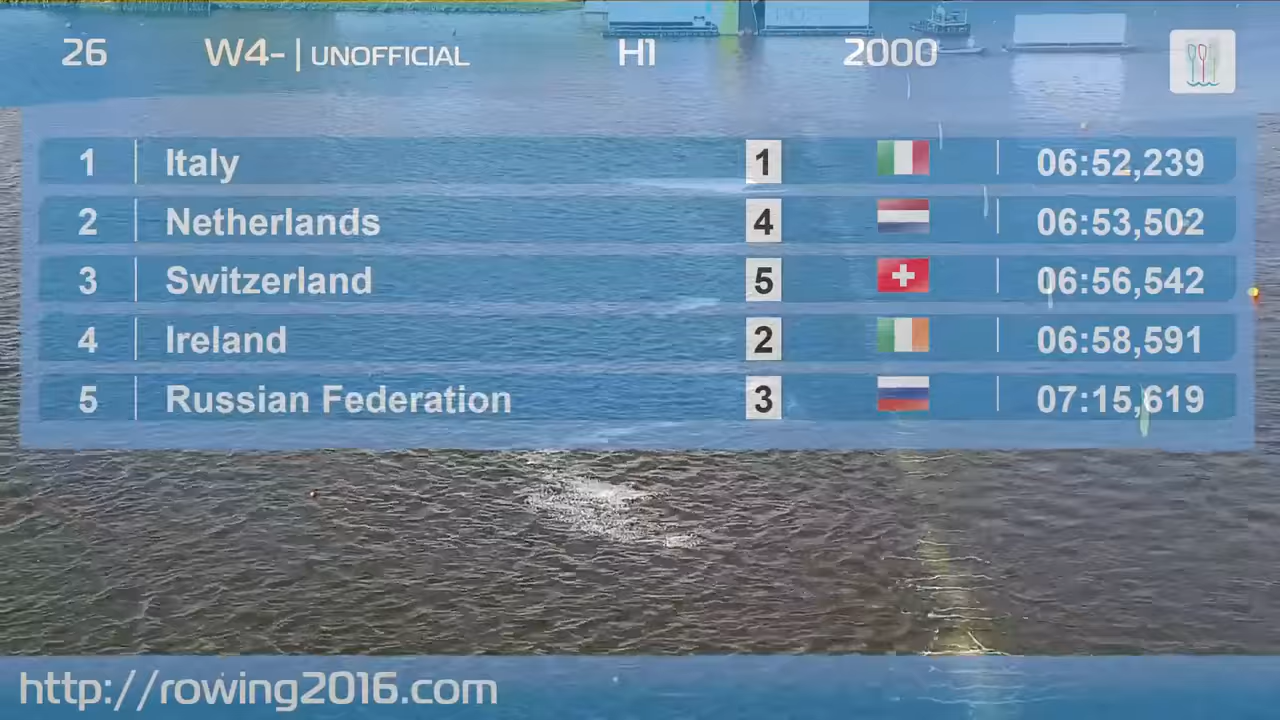 26 W4- | UNOFFICIAL H1 2000
1 Italy 1 06:52,239
2 Netherlands 4 06:53,502
3 Switzerland 5 06:56,542
4 Ireland 2 06:58,591
5 Russian Federation 3 07:15,619
http://rowing2016.com